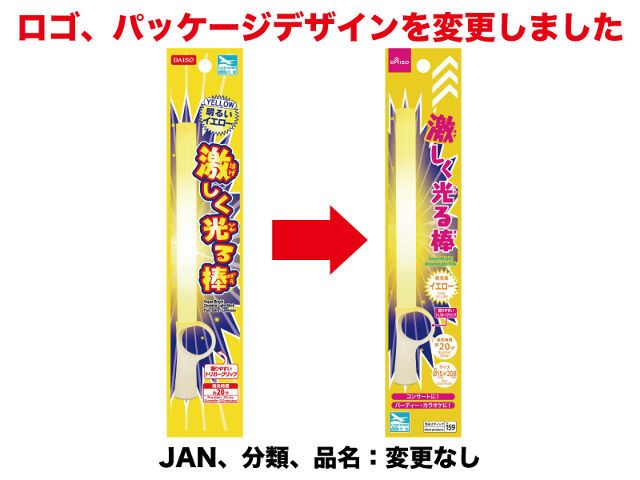 ロゴ、パッケージデザインを変更しました
DAISO
YELLOW
明るい
イエロー
激しく光る棒
はげ
握りやすい
トリガーグリップ
発光時間
約20分
DAISO
激しく光る棒
発光色
イエロー
握りやすい
トリガーグリップ
発光時間
約20分
サイズ
コンサートに!
パーティー・カラオケに!
159
JAN、分類、品名：変更なし